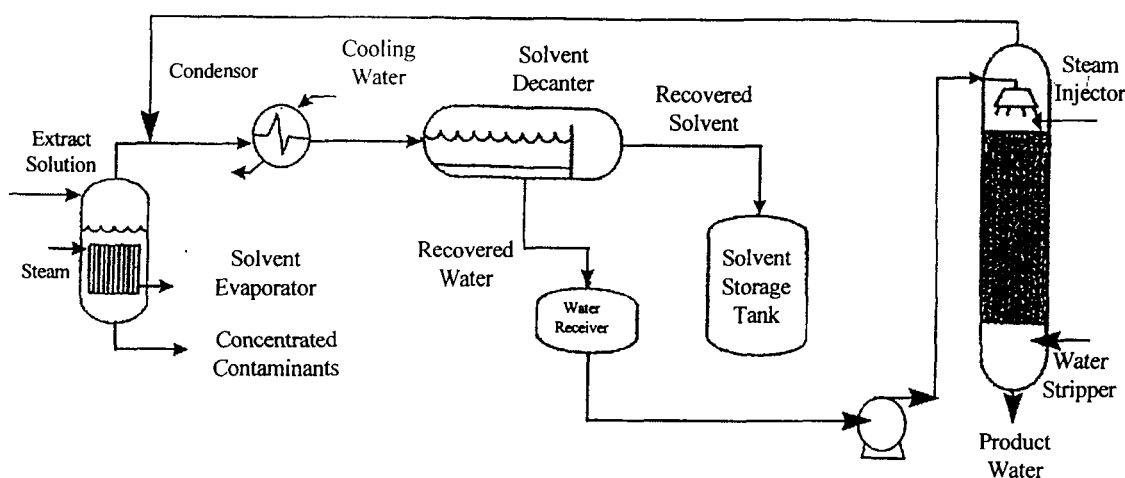 Condensor
Cooling
Water
Solvent
Decanter
Recovered
Solvent
Steam
Injector
Extract
Solution
Steam
Solvent
Evaporator
Concentrated
Contaminants
Recovered
Water
Water
Receiver
Solvent
Storage
Tank
Water
Stripper
Product
Water